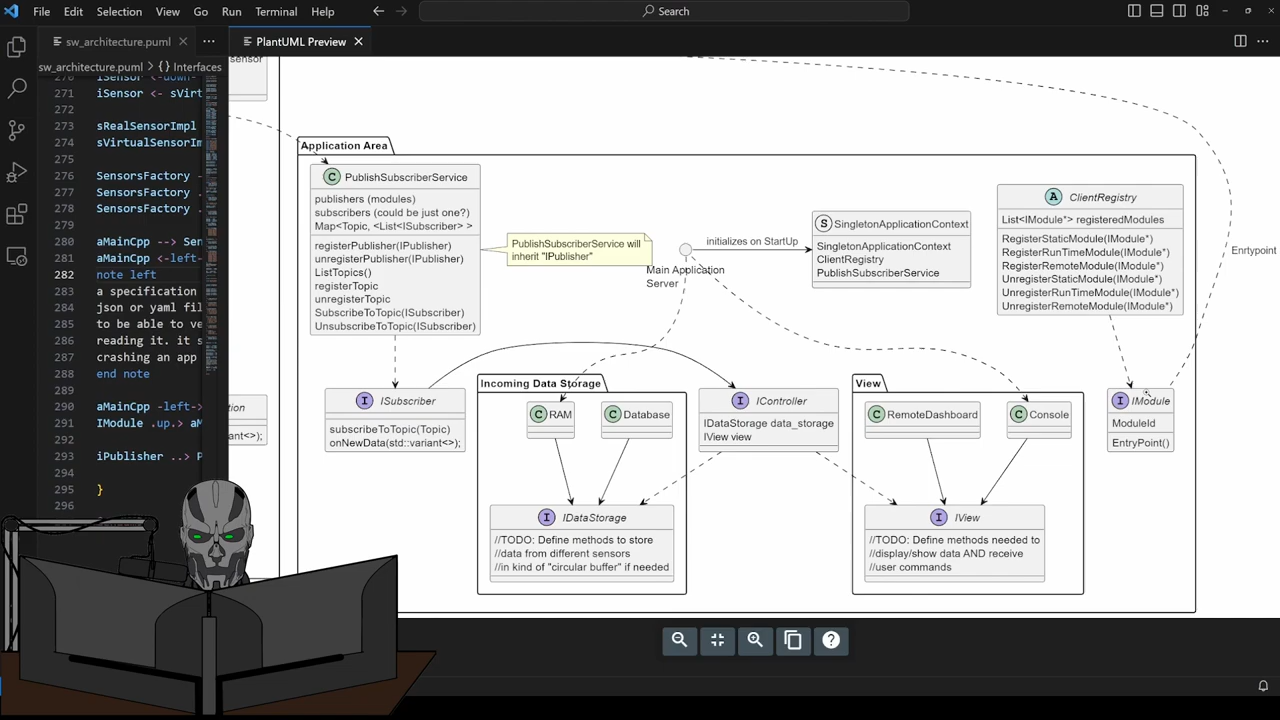 File Edit Selection View Go Run Terminal Help
Search
sw_architecture.puml
PlantUML Preview
sw_architecture.puml > {} Interfaces
271 iSensor <- sVirt
272
273 sRealSensorImpl
274 sVirtualSensorIm
275
276 SensorsFactory
277 SensorsFactory
278 SensorsFactory
279
280 aMainCpp --> Sen
281 aMainCpp <-left-
282 note left
283 a speification
284 json or yaml fil
285 to be able to ve
286 reading it. it s
287 crashing an app
288 end note
289
290 aMainCpp -left->
291 IModule .up.> aM
292
293 iPublisher --> P
294
295 }
296
ensor
tion
ariant<>);
Application Area
C PublishSubscriberService
publishers (modules)
subscribers (could be just one?)
Map<Topic, <List<ISubscriber> >
registerPublisher(IPublisher)
unregisterPublisher(IPublisher)
ListTopics()
registerTopic
unregisterTopic
SubscribeToTopic(ISubscriber)
UnsubscribeToTopic(ISubscriber)
PublishSubscriberService will
inherit "IPublisher"
Main Application
Server
initializes on StartUp
S SingletonApplicationContext
SingletonApplicationContext
ClientRegistry
PublishSubscriberService
A ClientRegistry
List<IModule*> registeredModules
RegisterStaticModule(IModule*)
RegisterRunTimeModule(IModule*)
RegisterRemoteModule(IModule*)
UnregisterStaticModule(IModule*)
UnregisterRunTimeModule(IModule*)
UnregisterRemoteModule(IModule*)
Enrtypoint
I ISubscriber
subscribeToTopic(Topic)
onNewData(std::variant<>);
Incoming Data Storage
C RAM
C Database
I IDataStorage
//TODO: Define methods to store
//data from different sensors
//in kind of "circular buffer" if needed
I IController
IDataStorage data_storage
IView view
View
C RemoteDashboard
C Console
I IView
//TODO: Define methods needed to
//display/show data AND receive
//user commands
I IModule
ModuleId
EntryPoint()